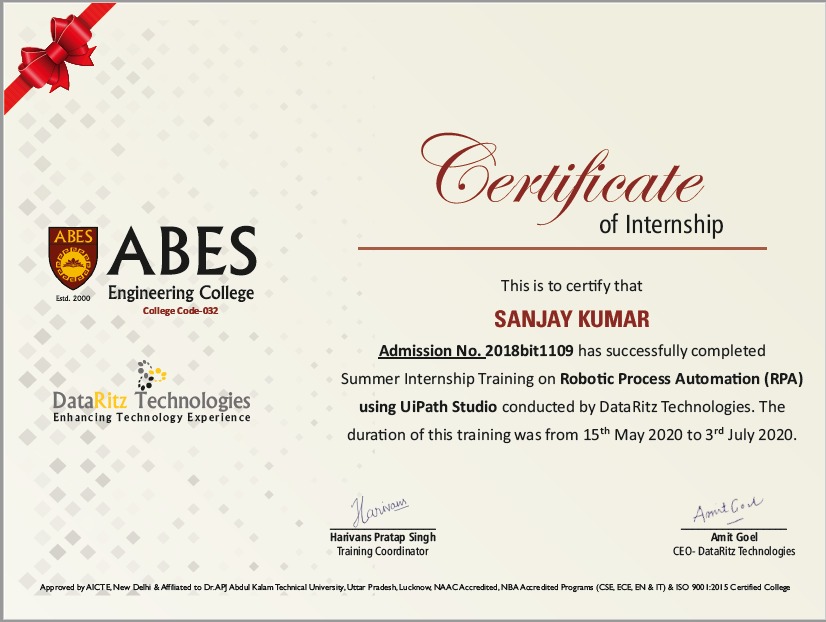 Certificate
of Internship
ABES
ABES
Engineering College
Estd. 2000
College Code-032
This is to certify that
SANJAY KUMAR
Admission No. 2018bit1109 has successfully completed
Summer Internship Training on Robotic Process Automation (RPA)
using UiPath Studio conducted by DataRitz Technologies. The
duration of this training was from 15th May 2020 to 3rd July 2020.
DataRitz Technologies
Enhancing Technology Experience
Harivans
Harivans Pratap Singh
Training Coordinator
Amit Goel
Amit Goel
CEO- DataRitz Technologies
Approved by AICTE, New Delhi & Affiliated to Dr.APJ Abdul Kalam Technical University, Uttar Pradesh, Lucknow, NAAC Accredited, NBA Accredited Programs (CSE, ECE, EN & IT) & ISO 9001:2015 Certified College